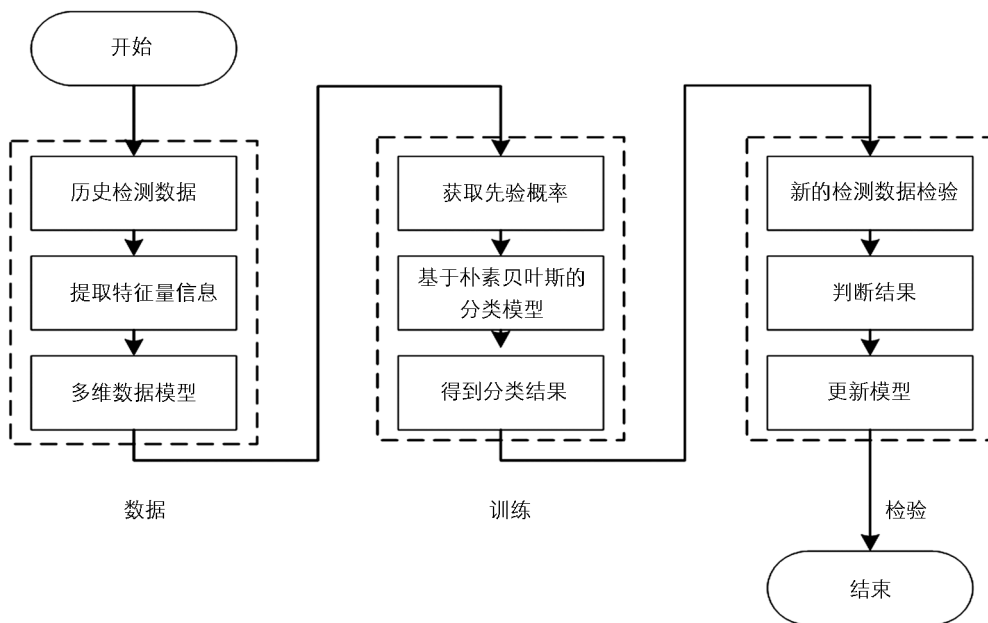 开始
历史检测数据
提取特征量信息
多维数据模型
数据
获取先验概率
基于朴素贝叶斯的
分类模型
得到分类结果
训练
新的检测数据检验
判断结果
更新模型
检验
结束